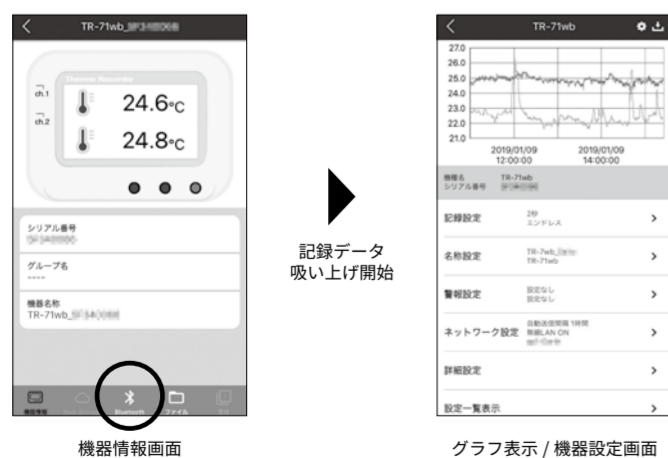 TR-71wb_
Thermo Recorder
ch.1
24.6°C
ch.2
24.8°C
シリアル番号
グループ名
----
機器名称
TR-71wb_
機器情報
Bluetooth
ファイル
機器情報画面
記録データ
吸い上げ開始
TR-71wb
27.0
26.0
25.0
24.0
23.0
22.0
21.0
2019/01/09 2019/01/09
12:00:00 14:00:00
機種名 TR-71wb
シリアル番号
記録設定 2秒
エンドレス
名称設定 TR-7wb_
TR-71wb
警報設定 設定なし
設定なし
ネットワーク設定 自動送信間隔 1時間
無線LAN ON
詳細設定
設定一覧表示
グラフ表示 / 機器設定画面